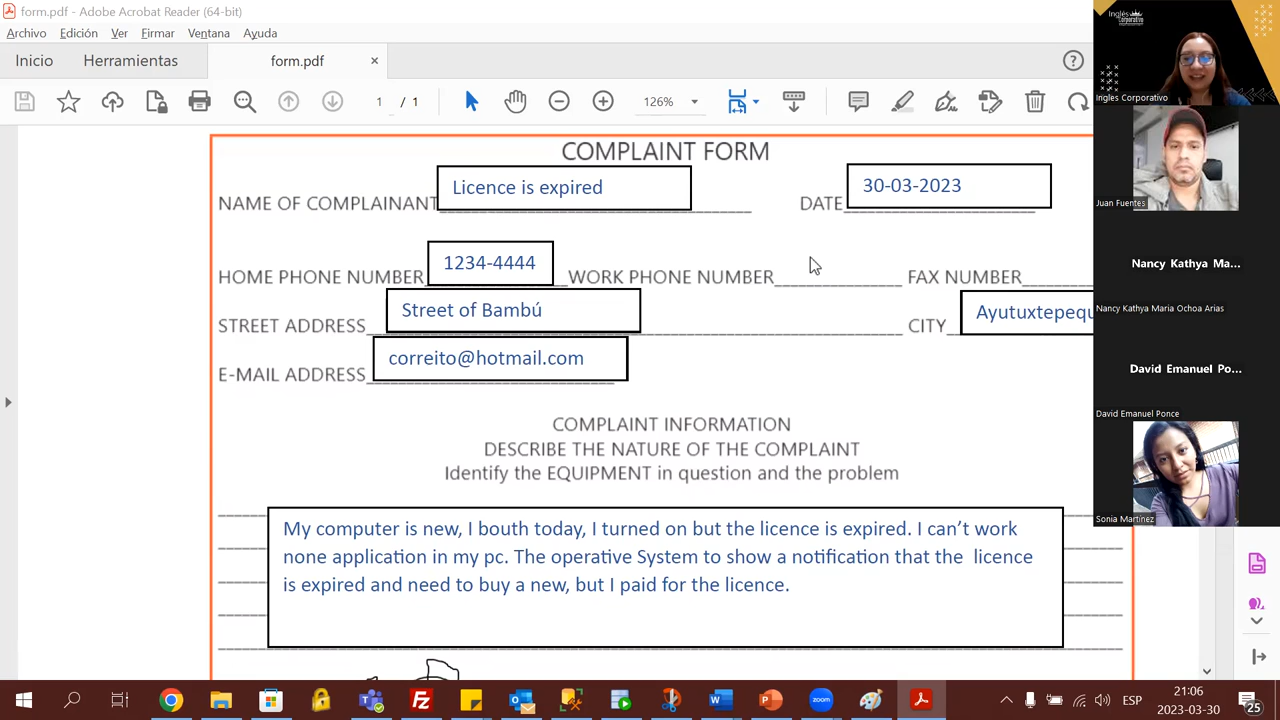 form.pdf - Adobe Acrobat Reader (64-bit)
Archivo Edición Ver Firmar Ventana Ayuda
Inicio Herramientas form.pdf ×
1 / 1 126%
COMPLAINT FORM
NAME OF COMPLAINANT Licence is expired DATE 30-03-2023
HOME PHONE NUMBER 1234-4444 WORK PHONE NUMBER FAX NUMBER
STREET ADDRESS Street of Bambú CITY Ayutuxtepequ
E-MAIL ADDRESS correito@hotmail.com
COMPLAINT INFORMATION
DESCRIBE THE NATURE OF THE COMPLAINT
Identify the EQUIPMENT in question and the problem
My computer is new, I bouth today, I turned on but the licence is expired. I can't work
none application in my pc. The operative System to show a notification that the licence
is expired and need to buy a new, but I paid for the licence.
Inglés
Corporativo
Ingles Corporativo
Juan Fuentes
Nancy Kathya Ma...
Nancy Kathya Maria Ochoa Arias
David Emanuel Po...
David Emanuel Ponce
Sonia Martínez
ESP
21:06
2023-03-30
25